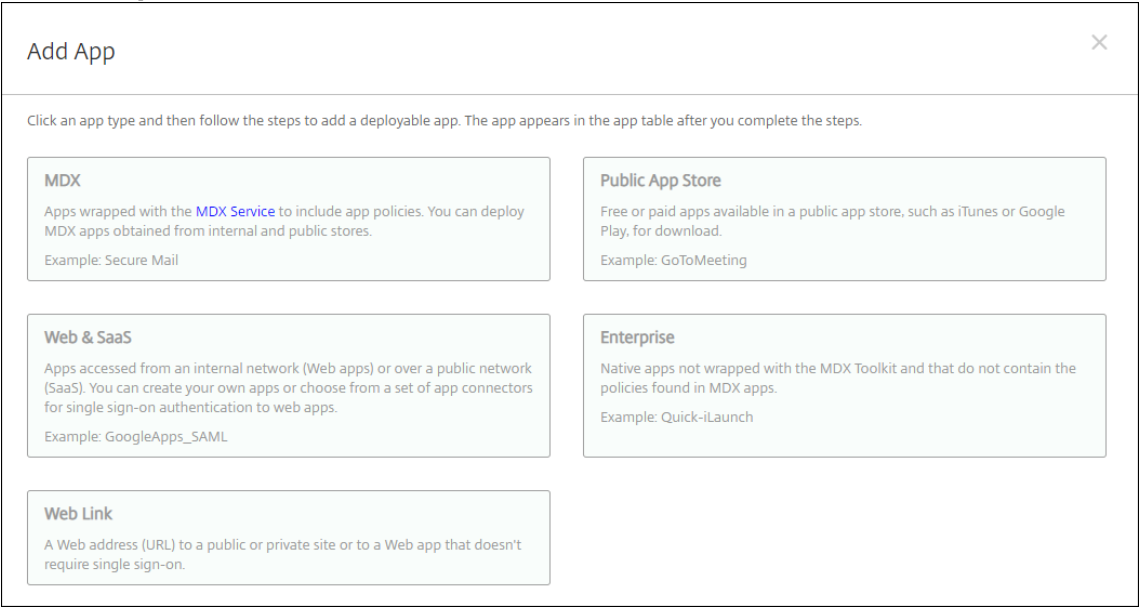 Add App
Click an app type and then follow the steps to add a deployable app. The app appears in the app table after you complete the steps.
MDX
Apps wrapped with the MDX Service to include app policies. You can deploy
MDX apps obtained from internal and public stores.
Example: Secure Mail
Public App Store
Free or paid apps available in a public app store, such as iTunes or Google
Play, for download.
Example: GoToMeeting
Web & SaaS
Apps accessed from an internal network (Web apps) or over a public network
(SaaS). You can create your own apps or choose from a set of app connectors
for single sign-on authentication to web apps.
Example: GoogleApps_SAML
Enterprise
Native apps not wrapped with the MDX Toolkit and that do not contain the
policies found in MDX apps.
Example: Quick-iLaunch
Web Link
A Web address (URL) to a public or private site or to a Web app that doesn't
require single sign-on.